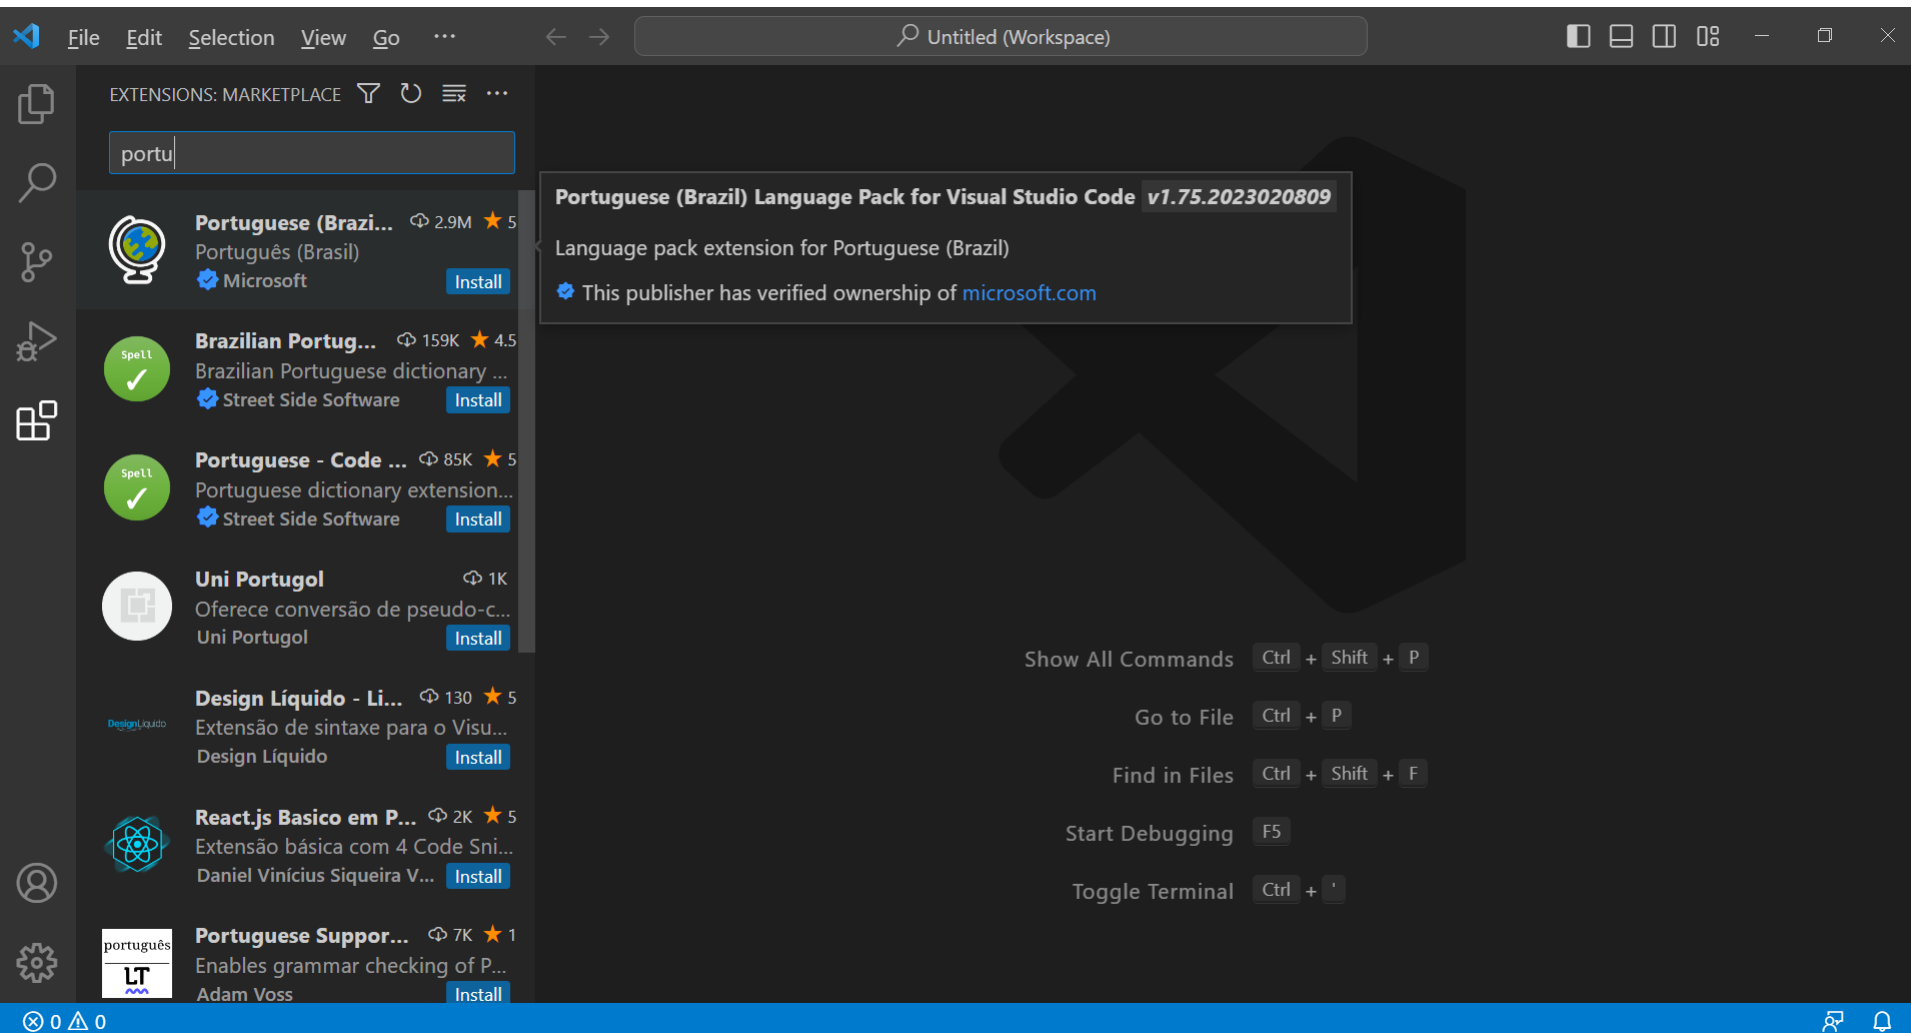 File Edit Selection View Go ···
Untitled (Workspace)
EXTENSIONS: MARKETPLACE
portu
Portuguese (Brazi... 2.9M ★ 5
Português (Brasil)
Microsoft Install
Spell
Brazilian Portug... 159K ★ 4.5
Brazilian Portuguese dictionary ...
Street Side Software Install
Spell
Portuguese - Code ... 85K ★ 5
Portuguese dictionary extension...
Street Side Software Install
Uni Portugol 1K
Oferece conversão de pseudo-c...
Uni Portugol Install
DesignLiquido
Design Líquido - Li... 130 ★ 5
Extensão de sintaxe para o Visu...
Design Líquido Install
React.js Basico em P... 2K ★ 5
Extensão básica com 4 Code Sni...
Daniel Vinícius Siqueira V... Install
português
LT
Portuguese Suppor... 7K ★ 1
Enables grammar checking of P...
Adam Voss Install
Portuguese (Brazil) Language Pack for Visual Studio Code v1.75.2023020809
Language pack extension for Portuguese (Brazil)
This publisher has verified ownership of microsoft.com
Show All Commands Ctrl + Shift + P
Go to File Ctrl + P
Find in Files Ctrl + Shift + F
Start Debugging F5
Toggle Terminal Ctrl + '
0 0